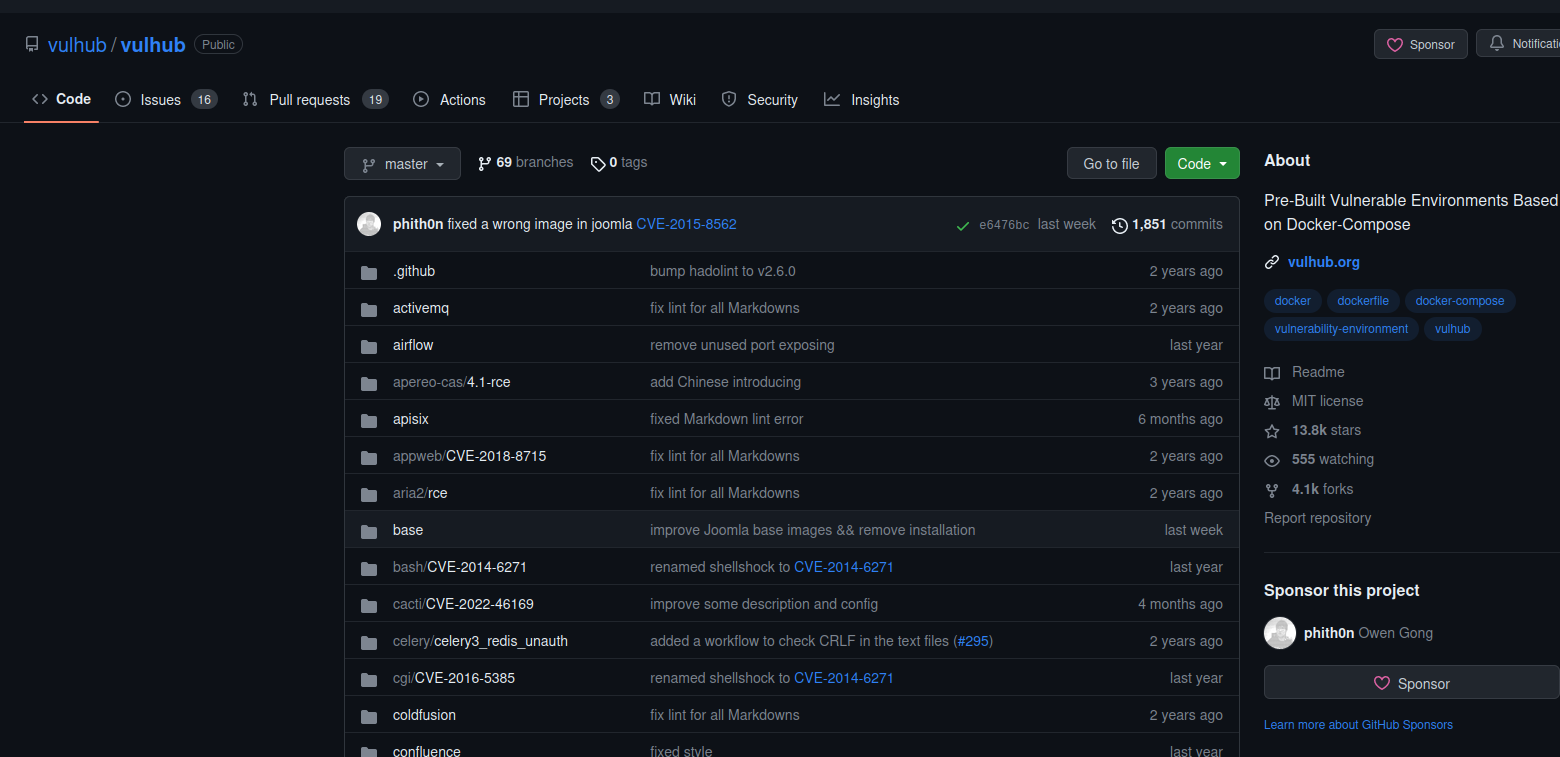 vulhub / vulhub Public
Sponsor Notificati
Code Issues 16 Pull requests 19 Actions Projects 3 Wiki Security Insights
master 69 branches 0 tags Go to file Code
phith0n fixed a wrong image in joomla CVE-2015-8562 e6476bc last week 1,851 commits
.github bump hadolint to v2.6.0 2 years ago
activemq fix lint for all Markdowns 2 years ago
airflow remove unused port exposing last year
apereo-cas/4.1-rce add Chinese introducing 3 years ago
apisix fixed Markdown lint error 6 months ago
appweb/CVE-2018-8715 fix lint for all Markdowns 2 years ago
aria2/rce fix lint for all Markdowns 2 years ago
base improve Joomla base images && remove installation last week
bash/CVE-2014-6271 renamed shellshock to CVE-2014-6271 last year
cacti/CVE-2022-46169 improve some description and config 4 months ago
celery/celery3_redis_unauth added a workflow to check CRLF in the text files (#295) 2 years ago
cgi/CVE-2016-5385 renamed shellshock to CVE-2014-6271 last year
coldfusion fix lint for all Markdowns 2 years ago
confluence fixed style last year
About
Pre-Built Vulnerable Environments Based
on Docker-Compose
vulhub.org
docker dockerfile docker-compose
vulnerability-environment vulhub
Readme
MIT license
13.8k stars
555 watching
4.1k forks
Report repository
Sponsor this project
phith0n Owen Gong
Sponsor
Learn more about GitHub Sponsors